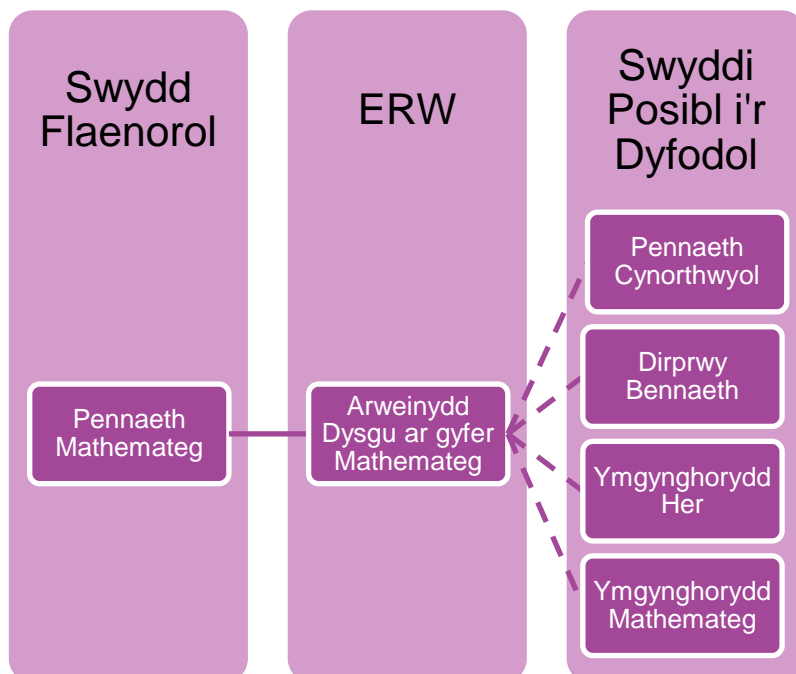 Swydd
Flaenorol
ERW
Swyddi
Posibl i'r
Dyfodol
Pennaeth
Mathemateg
Arweinydd
Dysgu ar gyfer
Mathemateg
Pennaeth
Cynorthwyol
Dirprwy
Bennaeth
Ymgynghorydd
Her
Ymgynghorydd
Mathemateg